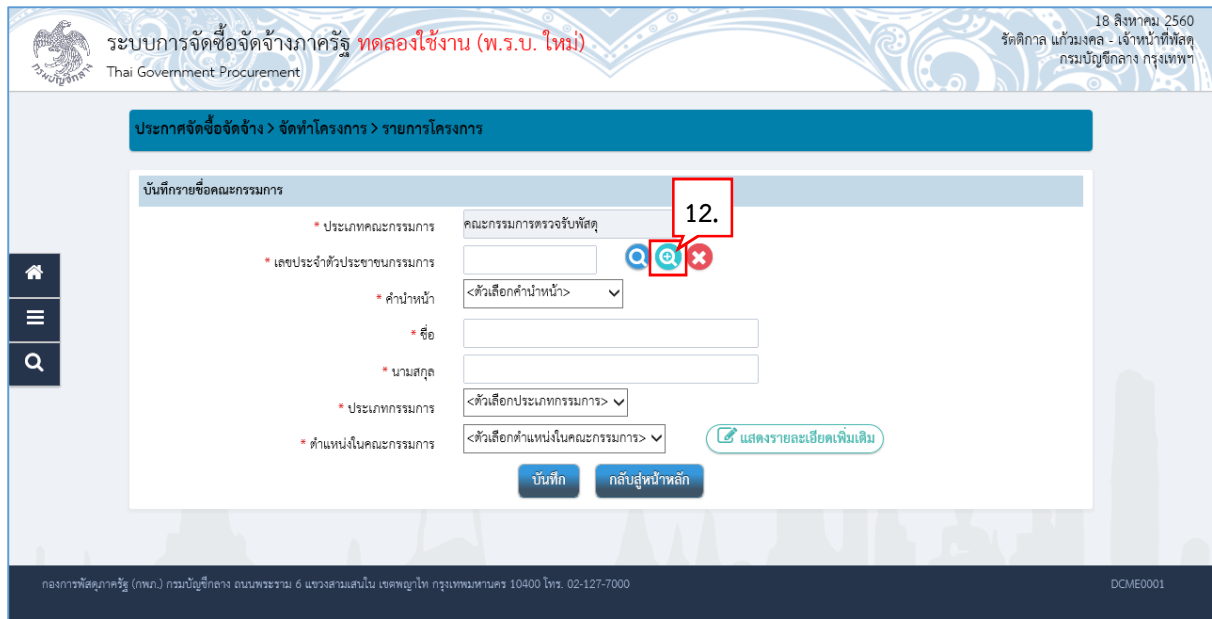 18 สิงหาคม 2560
ระบบการจัดซื้อจัดจ้างภาครัฐ ทดลองใช้งาน (พ.ร.บ. ใหม่)
รัตติกาล แก้วมงคล - เจ้าหน้าที่พัสดุ
กรมบัญชีกลาง กรุงเทพฯ
Thai Government Procurement
ประกาศจัดซื้อจัดจ้าง > จัดทำโครงการ > รายการโครงการ
บันทึกรายชื่อคณะกรรมการ
12.
* ประเภทคณะกรรมการ คณะกรรมการตรวจรับพัสดุ
* เลขประจำตัวประชาชนกรรมการ
* คำนำหน้า <ตัวเลือกคำนำหน้า>
* ชื่อ
* นามสกุล
* ประเภทกรรมการ <ตัวเลือกประเภทกรรมการ>
* ตำแหน่งในคณะกรรมการ <ตัวเลือกตำแหน่งในคณะกรรมการ> แสดงรายละเอียดเพิ่มเติม
บันทึก กลับสู่หน้าหลัก
กองการพัสดุภาครัฐ (กพภ.) กรมบัญชีกลาง ถนนพระราม 6 แขวงสามเสนใน เขตพญาไท กรุงเทพมหานคร 10400 โทร. 02-127-7000 DCME0001